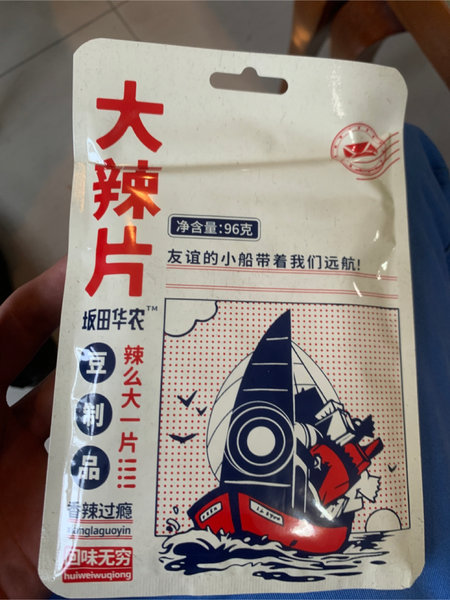 大辣片
坂田华农™
豆制品
辣么大一片!!!!
香辣过瘾
回味无穷
huiweiwuqiong
净含量:96克
友谊的小船带着我们远航!